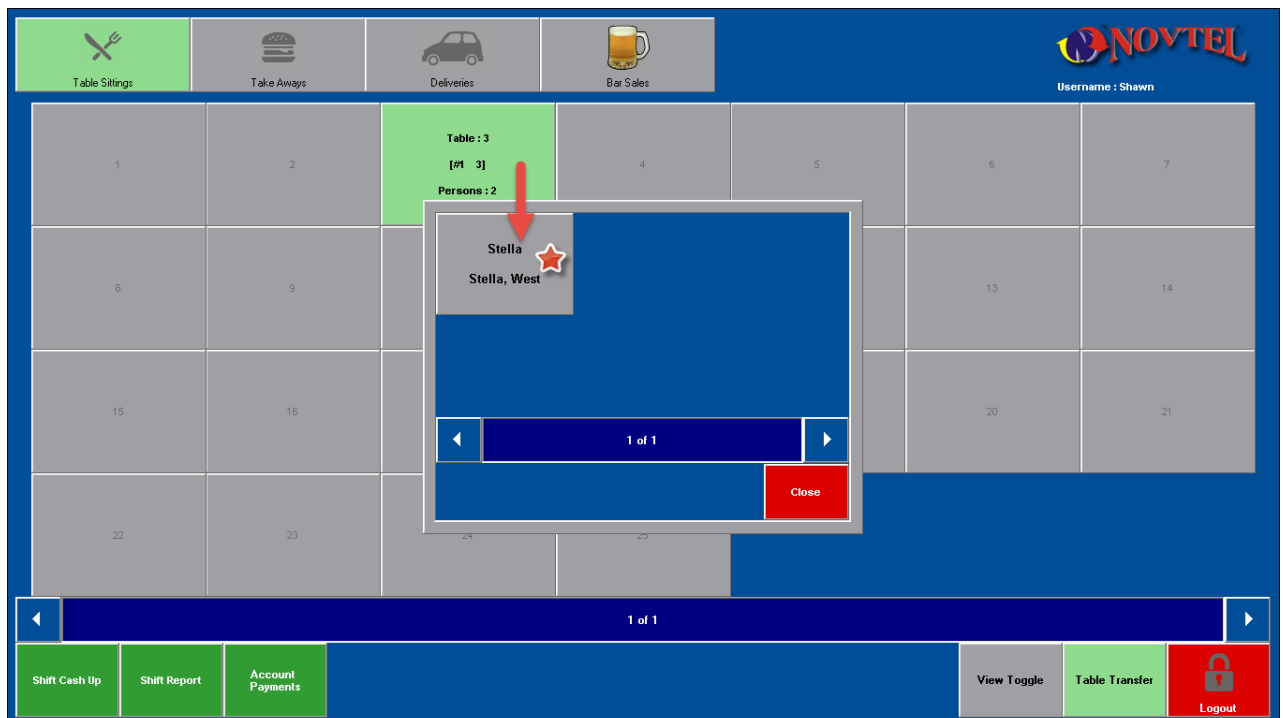 Table Sittings
Take Aways
Deliveries
Bar Sales
NOVTEL
Username : Shawn
1
2
Table : 3
[#1 3]
Persons : 2
4
5
6
7
8
9
13
14
15
16
20
21
22
23
24
25
Stella
Stella, West
1 of 1
Close
1 of 1
Shift Cash Up
Shift Report
Account
Payments
View Toggle
Table Transfer
Logout